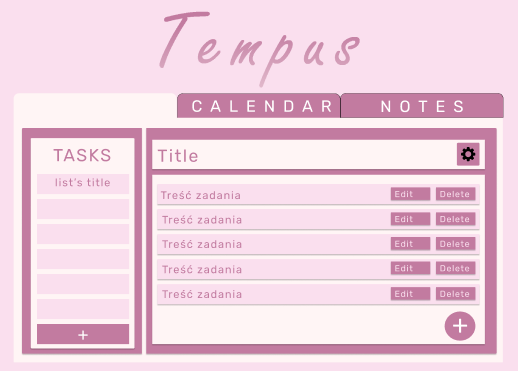 Tempus
CALENDAR
NOTES
TASKS
list's title
+
Title
Treść zadania Edit Delete
Treść zadania Edit Delete
Treść zadania Edit Delete
Treść zadania Edit Delete
Treść zadania Edit Delete
+